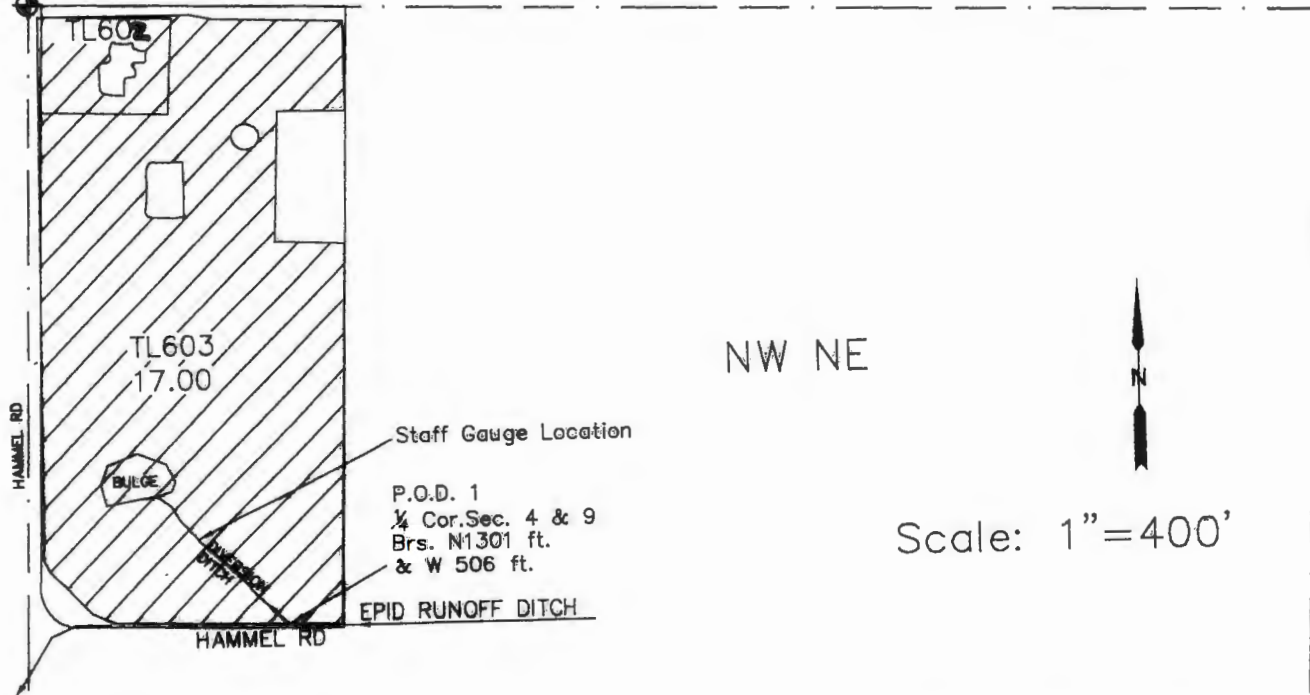 TL602
TL603
17.00
HAMMEL RD
BULGE
DIVERSION
DITCH
Staff Gauge Location
P.O.D. 1
¼ Cor.Sec. 4 & 9
Brs. N1301 ft.
& W 506 ft.
EPID RUNOFF DITCH
HAMMEL RD
NW NE
N
Scale: 1"=400'